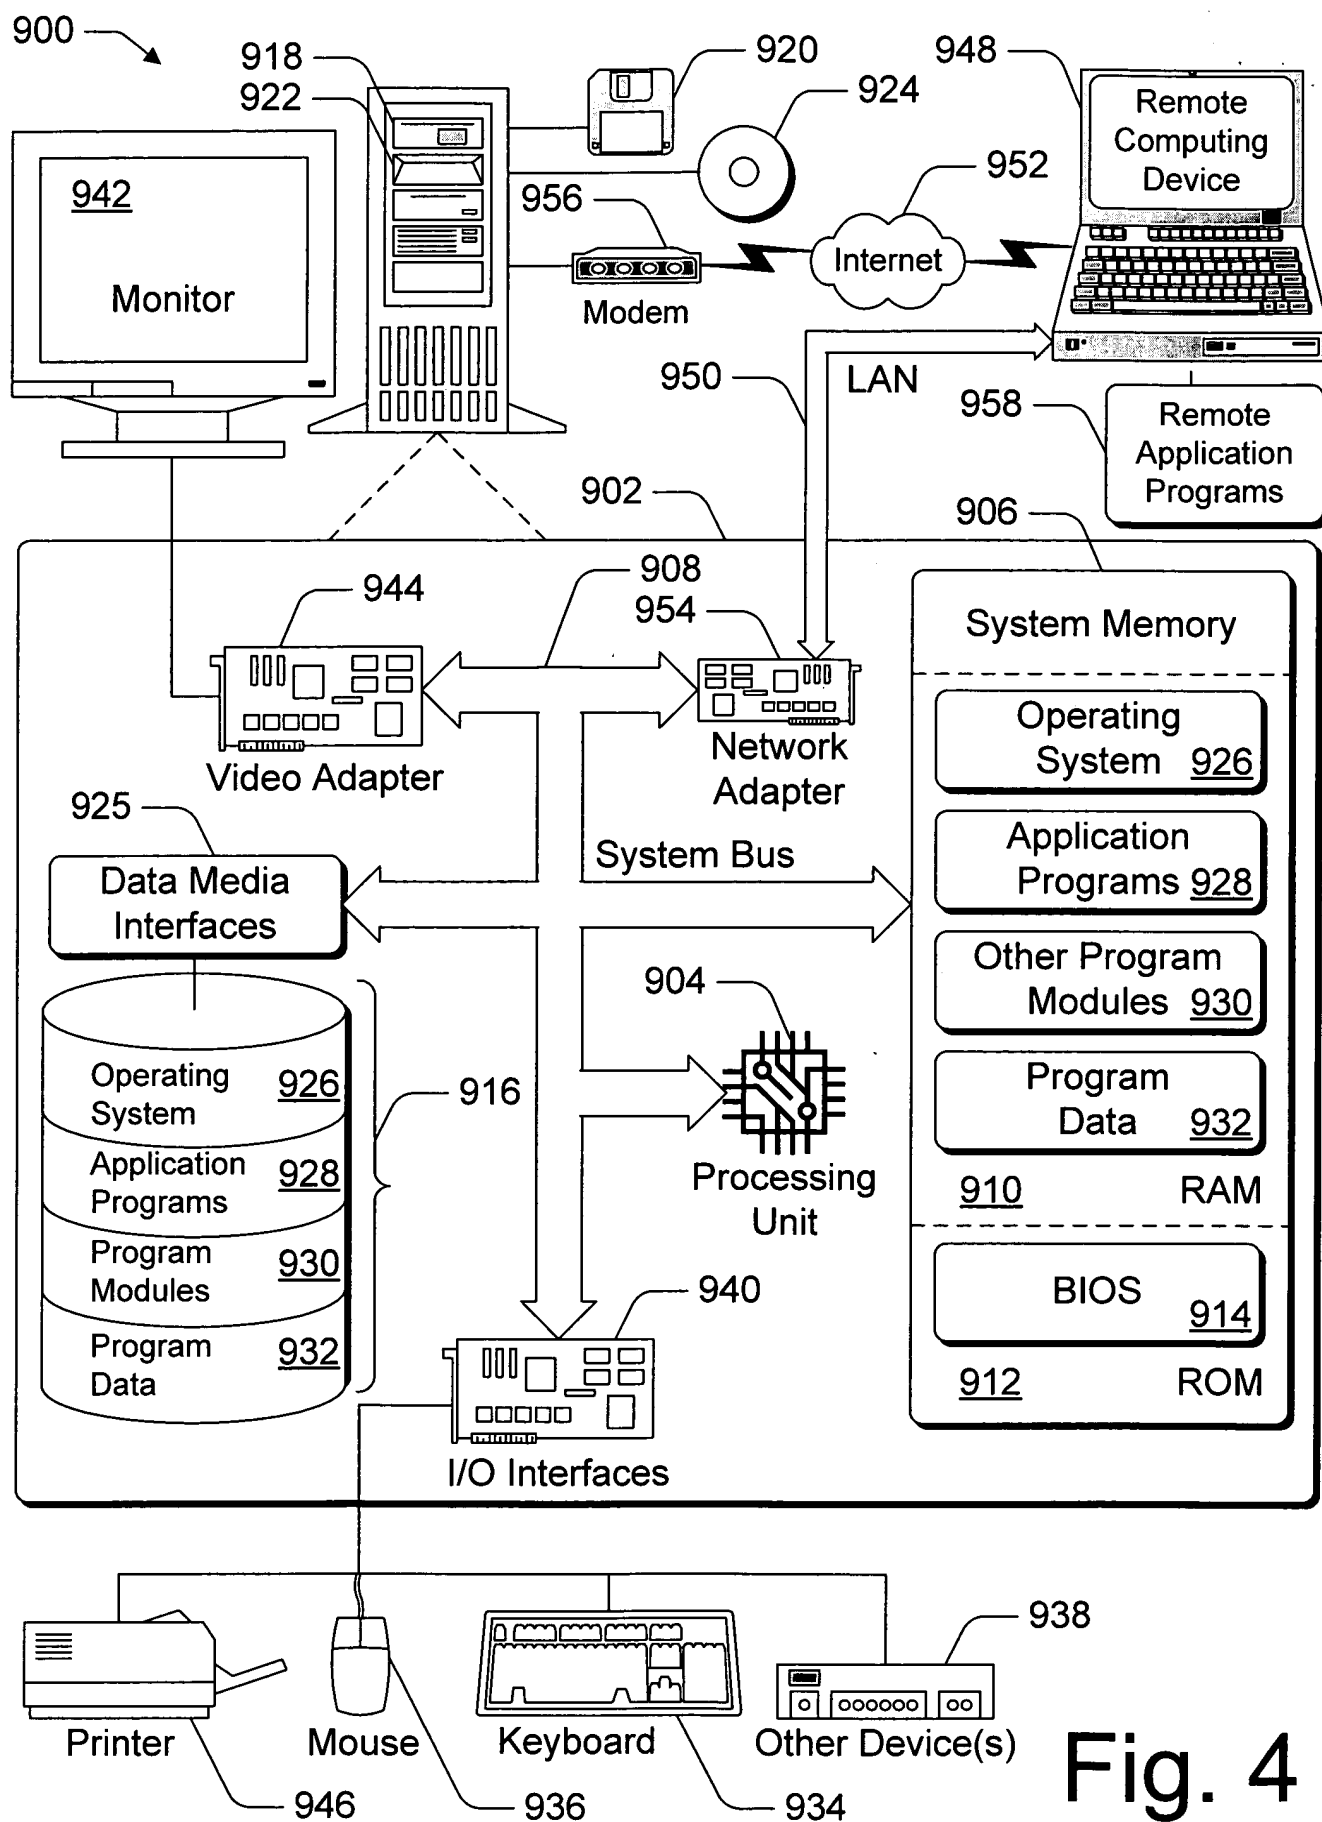 900
918
922
920
924
948
Remote
Computing
Device
942
Monitor
956
Modem
952
Internet
950
LAN
958
Remote
Application
Programs
902
906
944
908
954
System Memory
Video Adapter
Network
Adapter
Operating
System 926
Application
Programs 928
Other Program
Modules 930
Program
Data 932
910 RAM
BIOS
914
912 ROM
925
Data Media
Interfaces
System Bus
904
Processing
Unit
Operating
System 926
Application
Programs 928
Program
Modules 930
Program
Data 932
916
940
I/O Interfaces
Printer
946
Mouse
936
Keyboard
934
938
Other Device(s)
Fig. 4